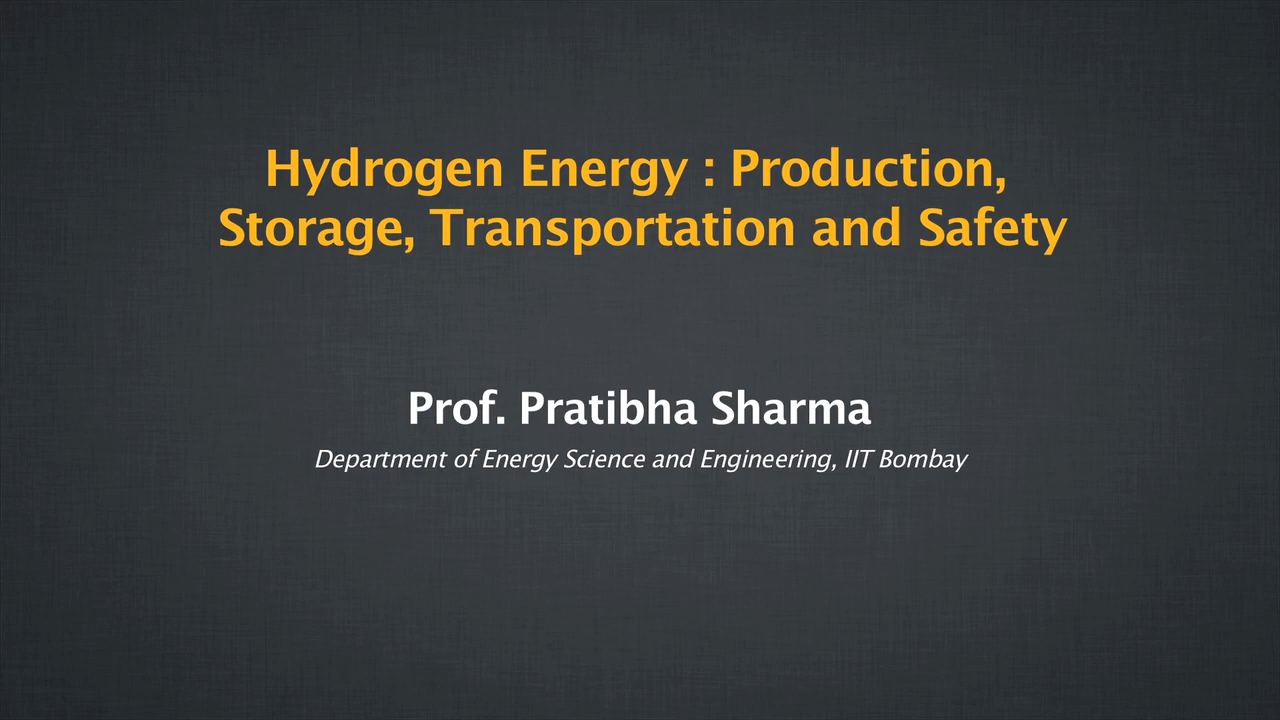 Hydrogen Energy : Production,
Storage, Transportation and Safety
Prof. Pratibha Sharma
Department of Energy Science and Engineering, IIT Bombay